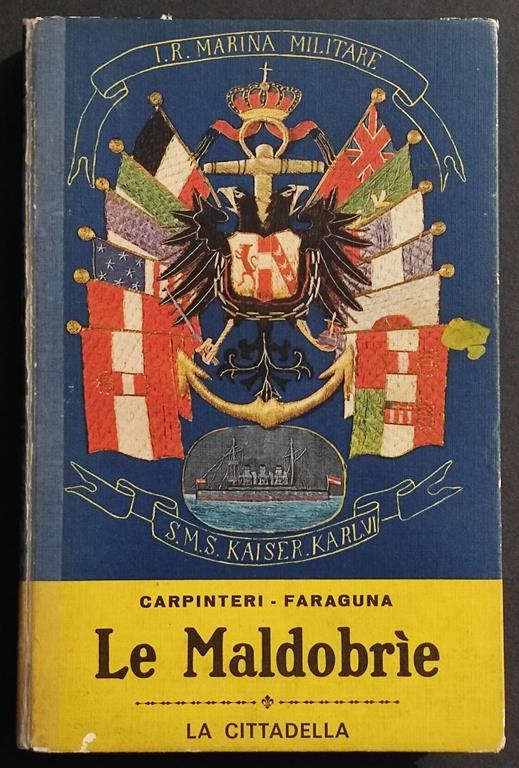 I.R. MARINA MILITARE
S.M.S. KAISER.KARL.VI
CARPINTERI - FARAGUNA
Le Maldobrìe
LA CITTADELLA